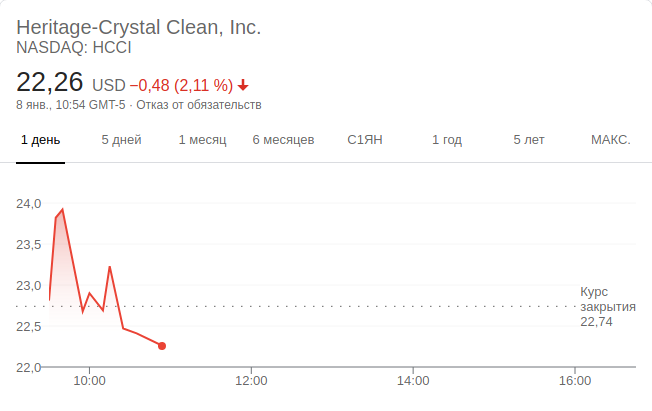 Heritage-Crystal Clean, Inc.
NASDAQ: HCCI
22,26 USD −0,48 (2,11 %) ↓
8 янв., 10:54 GMT-5 · Отказ от обязательств
1 день 5 дней 1 месяц 6 месяцев С1ЯН 1 год 5 лет МАКС.
24,0
23,5
23,0
22,5
22,0
Курс
закрытия
22,74
10:00 12:00 14:00 16:00